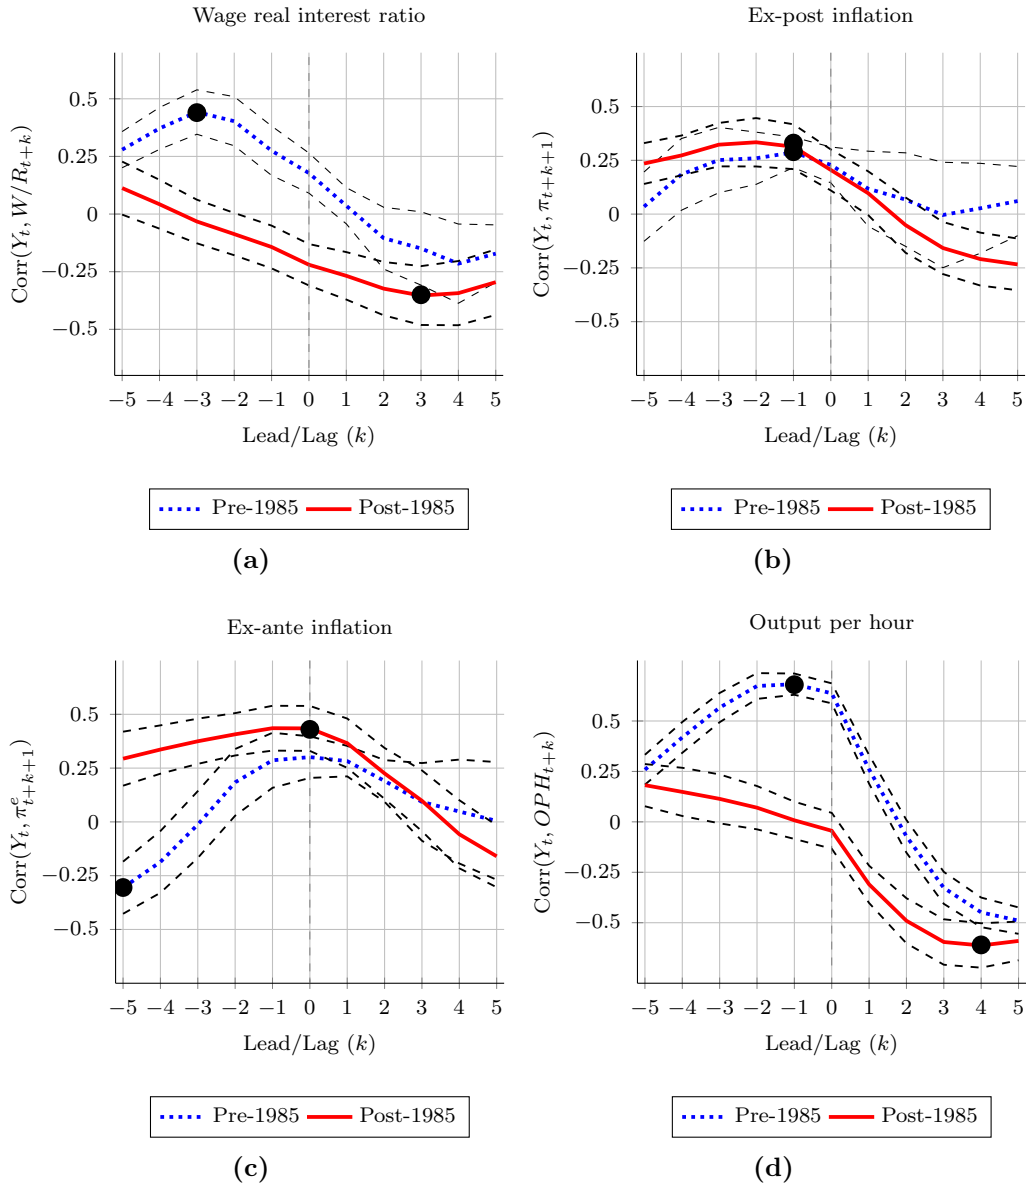 Wage real interest ratio
Corr(Y_t, W/R_{t+k})
0.5
0.25
0
−0.25
−0.5
−5 −4 −3 −2 −1 0 1 2 3 4 5
Lead/Lag (k)
Pre-1985 Post-1985
(a)
Ex-post inflation
Corr(Y_t, π_{t+k+1})
0.5
0.25
0
−0.25
−0.5
−5 −4 −3 −2 −1 0 1 2 3 4 5
Lead/Lag (k)
Pre-1985 Post-1985
(b)
Ex-ante inflation
Corr(Y_t, π^e_{t+k+1})
0.5
0.25
0
−0.25
−0.5
−5 −4 −3 −2 −1 0 1 2 3 4 5
Lead/Lag (k)
Pre-1985 Post-1985
(c)
Output per hour
Corr(Y_t, OPH_{t+k})
0.5
0.25
0
−0.25
−0.5
−5 −4 −3 −2 −1 0 1 2 3 4 5
Lead/Lag (k)
Pre-1985 Post-1985
(d)